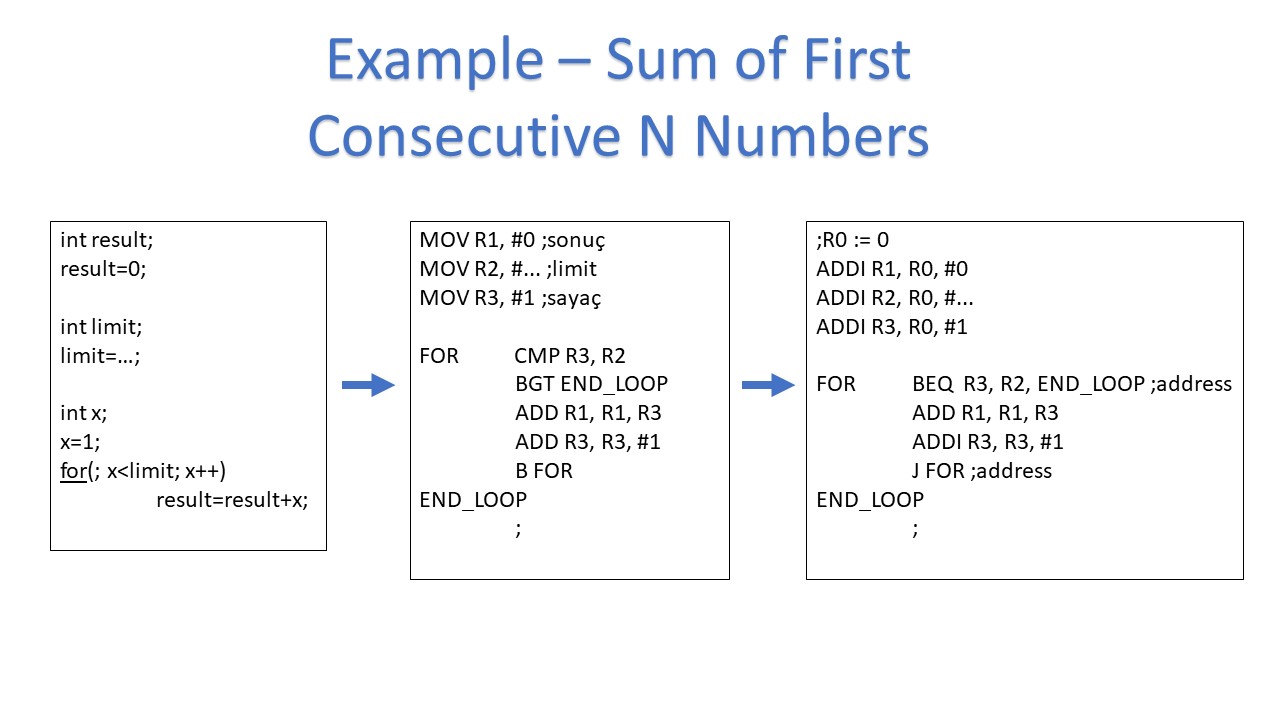 Example – Sum of First
Consecutive N Numbers
int result;
result=0;
int limit;
limit=...;
int x;
x=1;
for(; x<limit; x++)
result=result+x;
MOV R1, #0 ;sonuç
MOV R2, #... ;limit
MOV R3, #1 ;sayaç
FOR CMP R3, R2
BGT END_LOOP
ADD R1, R1, R3
ADD R3, R3, #1
B FOR
END_LOOP
;
;R0 := 0
ADDI R1, R0, #0
ADDI R2, R0, #...
ADDI R3, R0, #1
FOR BEQ R3, R2, END_LOOP ;address
ADD R1, R1, R3
ADDI R3, R3, #1
J FOR ;address
END_LOOP
;